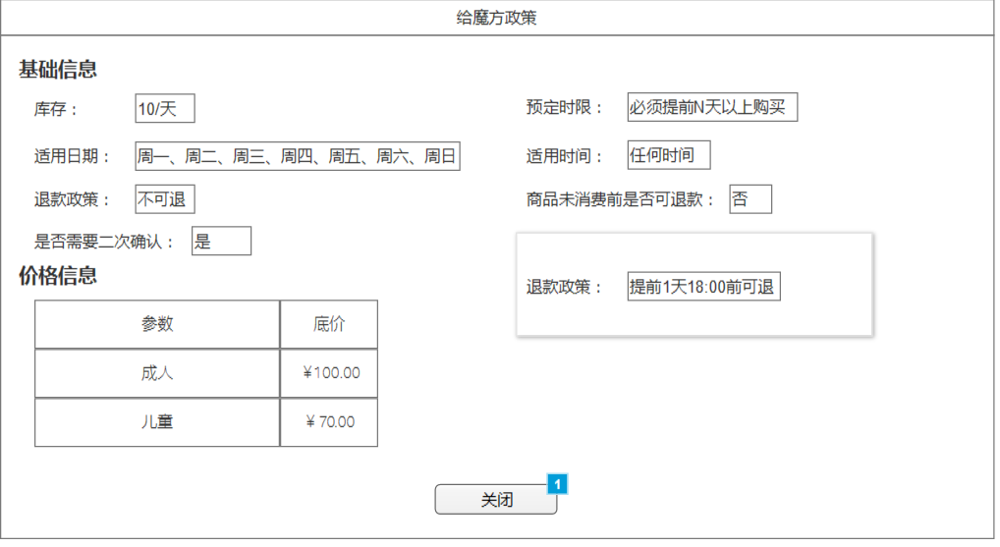 给魔方政策
基础信息
库存： 10/天 预定时限： 必须提前N天以上购买
适用日期： 周一、周二、周三、周四、周五、周六、周日 适用时间： 任何时间
退款政策： 不可退 商品未消费前是否可退款： 否
是否需要二次确认： 是
价格信息
退款政策： 提前1天18:00前可退
参数 底价
成人 ￥100.00
儿童 ￥70.00
1
关闭